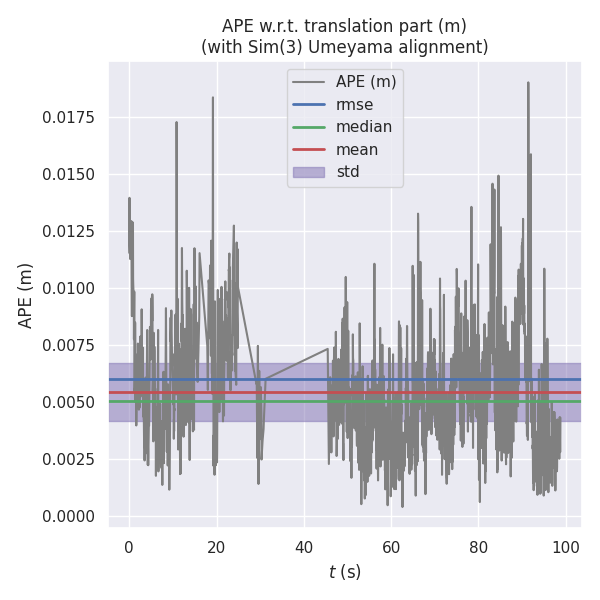 APE w.r.t. translation part (m)
(with Sim(3) Umeyama alignment)
APE (m)
rmse
median
mean
std
APE (m)
0.0175
0.0150
0.0125
0.0100
0.0075
0.0050
0.0025
0.0000
0 20 40 60 80 100
t (s)